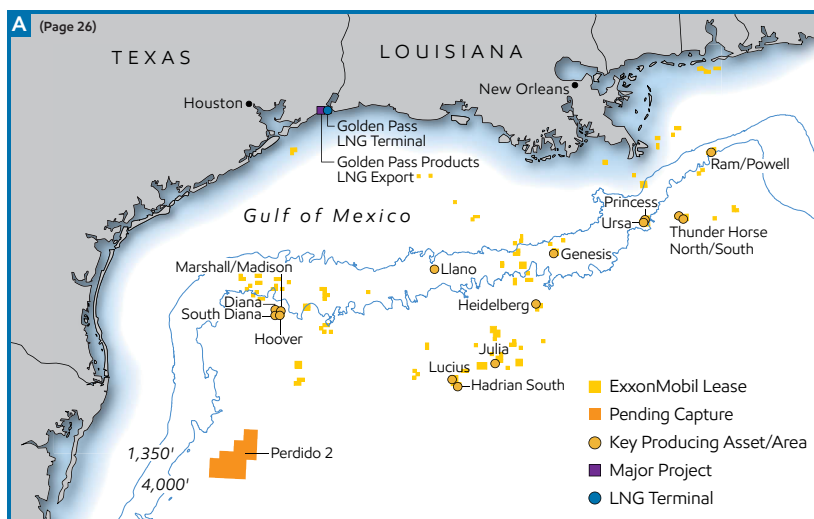 A (Page 26)
TEXAS
LOUISIANA
New Orleans
Houston
Golden Pass
LNG Terminal
Golden Pass Products
LNG Export
Ram/Powell
Princess
Ursa
Gulf of Mexico
Thunder Horse
North/South
Genesis
Marshall/Madison
Llano
Diana
South Diana
Heidelberg
Hoover
Julia
Lucius
Hadrian South
ExxonMobil Lease
Pending Capture
Key Producing Asset/Area
Major Project
LNG Terminal
1,350'
Perdido 2
4,000'